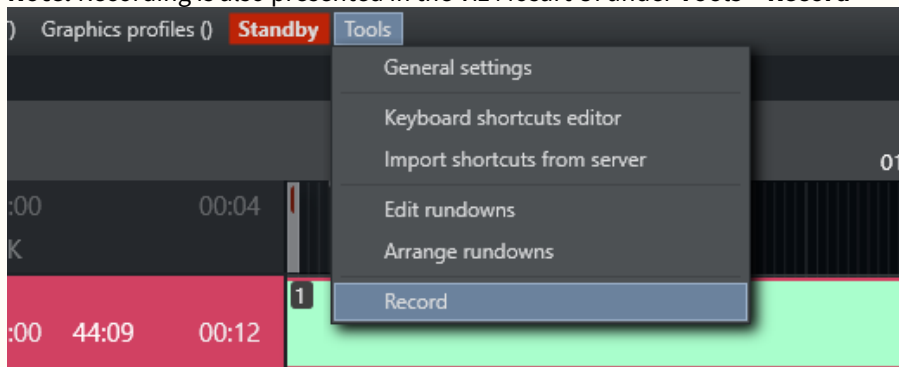 ) Graphics profiles () Standby Tools
General settings
Keyboard shortcuts editor
Import shortcuts from server
01
:00 00:04
Edit rundowns
K
Arrange rundowns
1
Record
:00 44:09 00:12